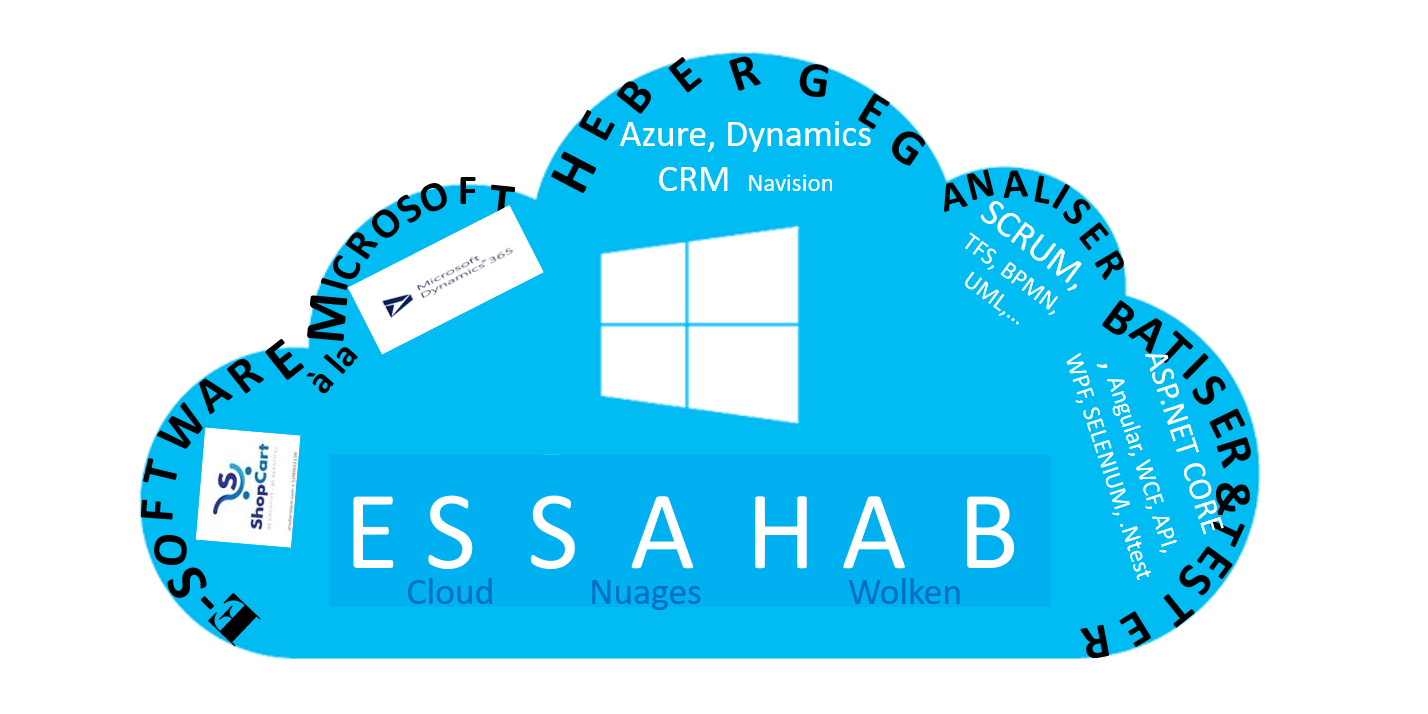 HEBERGEG
Azure, Dynamics
CRM Navision
à la MICROSOFT
Microsoft
Dynamics 365
ANALISER
SCRUM,
TFS, BPMN,
UML,...
E-SOFTWARE
ShopCart
BATISER&TESTER
ASP.NET CORE
, Angular, WCF, API,
WPF, SELENIUM, .Ntest
ESSAHAB
Cloud Nuages Wolken